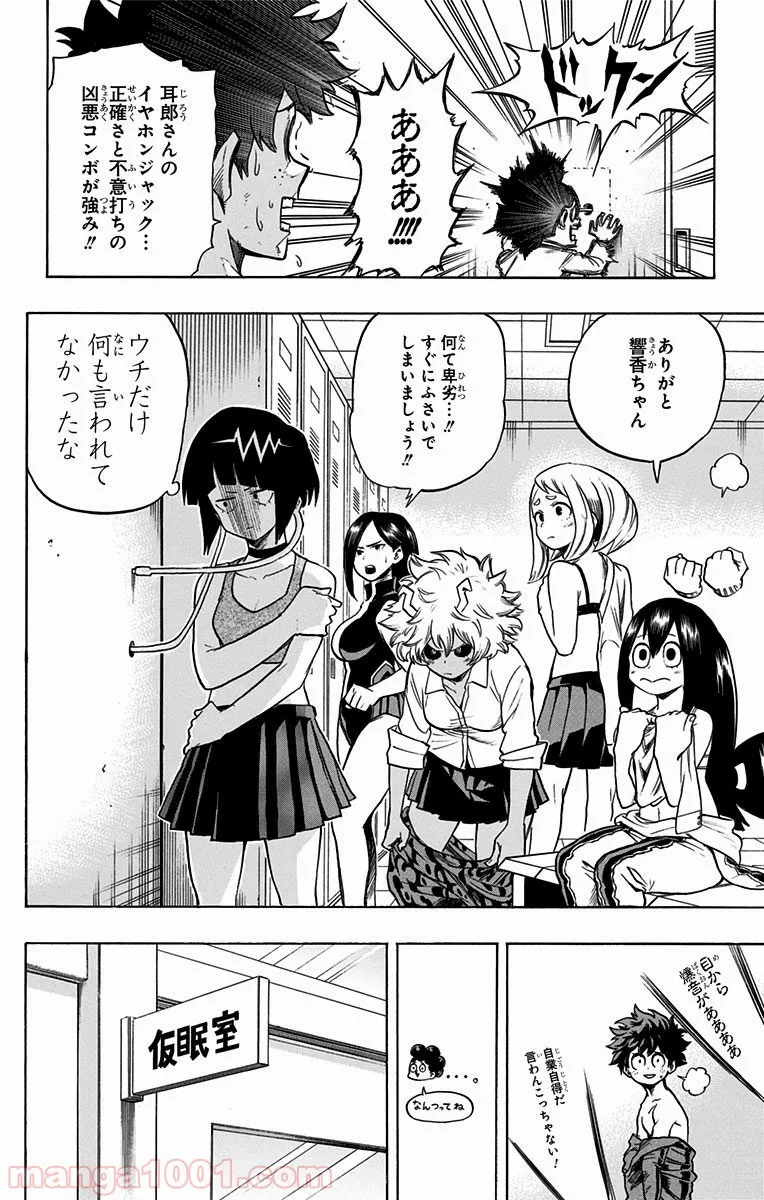 ドックン
あああ!!!!
耳郎さんの
イヤホンジャック…
正確さと不意打ちの
凶悪コンボが強み!!
ありがと
響香ちゃん
何て卑劣…!!
すぐにふさいで
しまいましょう!!
ウチだけ
何も言われて
なかったな
目から
爆音がああああ
自業自得だ
言わんこっちゃない!
・・・・。
なんつってね
仮眠室
manga1001.com